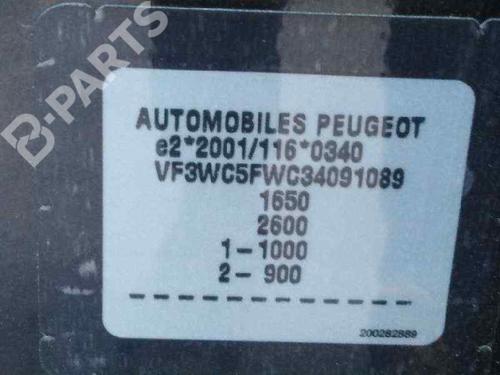 B-PARTS
AUTOMOBILES PEUGEOT
e2*2001/116*0340
VF3WC5FWC34091089
1650
2600
1-1000
2-900
200282889